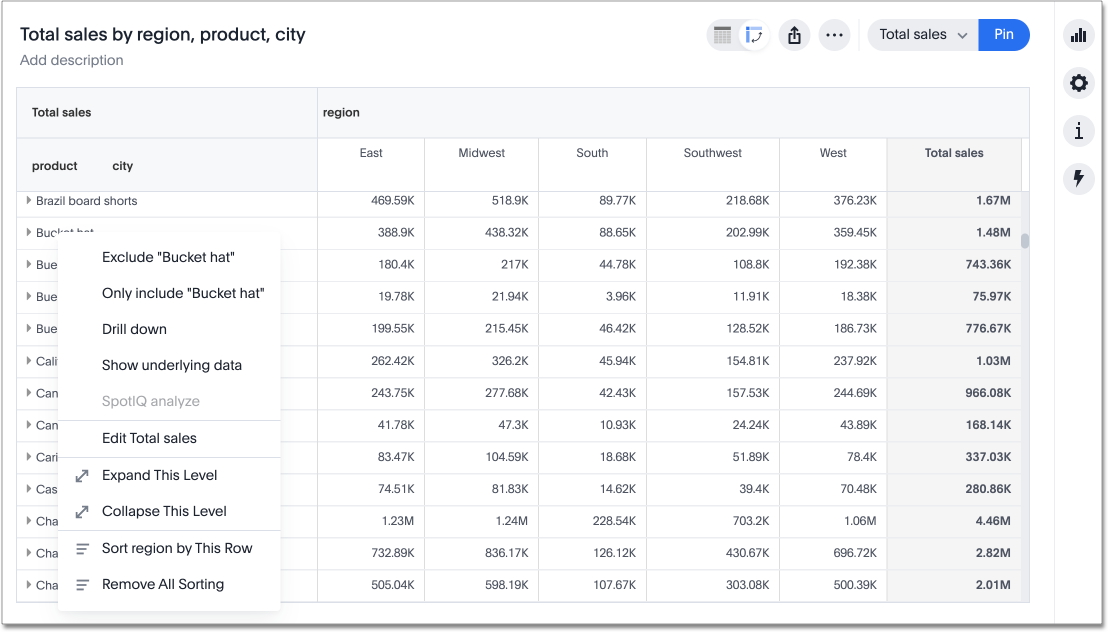 Total sales by region, product, city
Total sales
Pin
Add description
Total sales region
East Midwest South Southwest West Total sales
product city
Brazil board shorts 469.59K 518.9K 89.77K 218.68K 376.23K 1.67M
Bucket hat 388.9K 438.32K 88.65K 202.99K 359.45K 1.48M
Bue 180.4K 217K 44.78K 108.8K 192.38K 743.36K
Bue 19.78K 21.94K 3.96K 11.91K 18.38K 75.97K
Bue 199.55K 215.45K 46.42K 128.52K 186.73K 776.67K
Cali 262.42K 326.2K 45.94K 154.81K 237.92K 1.03M
Can 243.75K 277.68K 42.43K 157.53K 244.69K 966.08K
Can 41.78K 47.3K 10.93K 24.24K 43.89K 168.14K
Cari 83.47K 104.59K 18.68K 51.89K 78.4K 337.03K
Cas 74.51K 81.83K 14.62K 39.4K 70.48K 280.86K
Cha 1.23M 1.24M 228.54K 703.2K 1.06M 4.46M
Cha 732.89K 836.17K 126.12K 430.67K 696.72K 2.82M
Cha 505.04K 598.19K 107.67K 303.08K 500.39K 2.01M
Exclude "Bucket hat"
Only include "Bucket hat"
Drill down
Show underlying data
SpotIQ analyze
Edit Total sales
Expand This Level
Collapse This Level
Sort region by This Row
Remove All Sorting